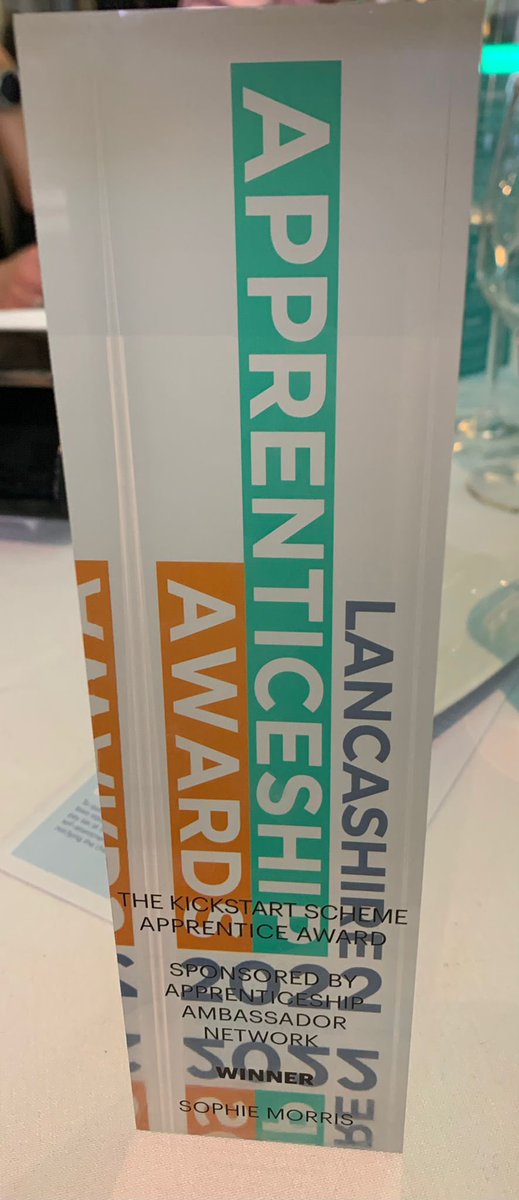 LANCASHIRE 2022
APPRENTICESHIP
AWARDS
THE KICKSTART SCHEME
APPRENTICE AWARD
SPONSORED BY
APPRENTICESHIP
AMBASSADOR
NETWORK
WINNER
SOPHIE MORRIS